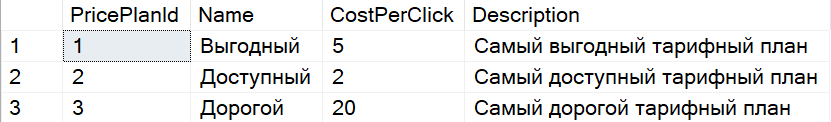 PricePlanId Name CostPerClick Description
1 1 Выгодный 5 Самый выгодный тарифный план
2 2 Доступный 2 Самый доступный тарифный план
3 3 Дорогой 20 Самый дорогой тарифный план